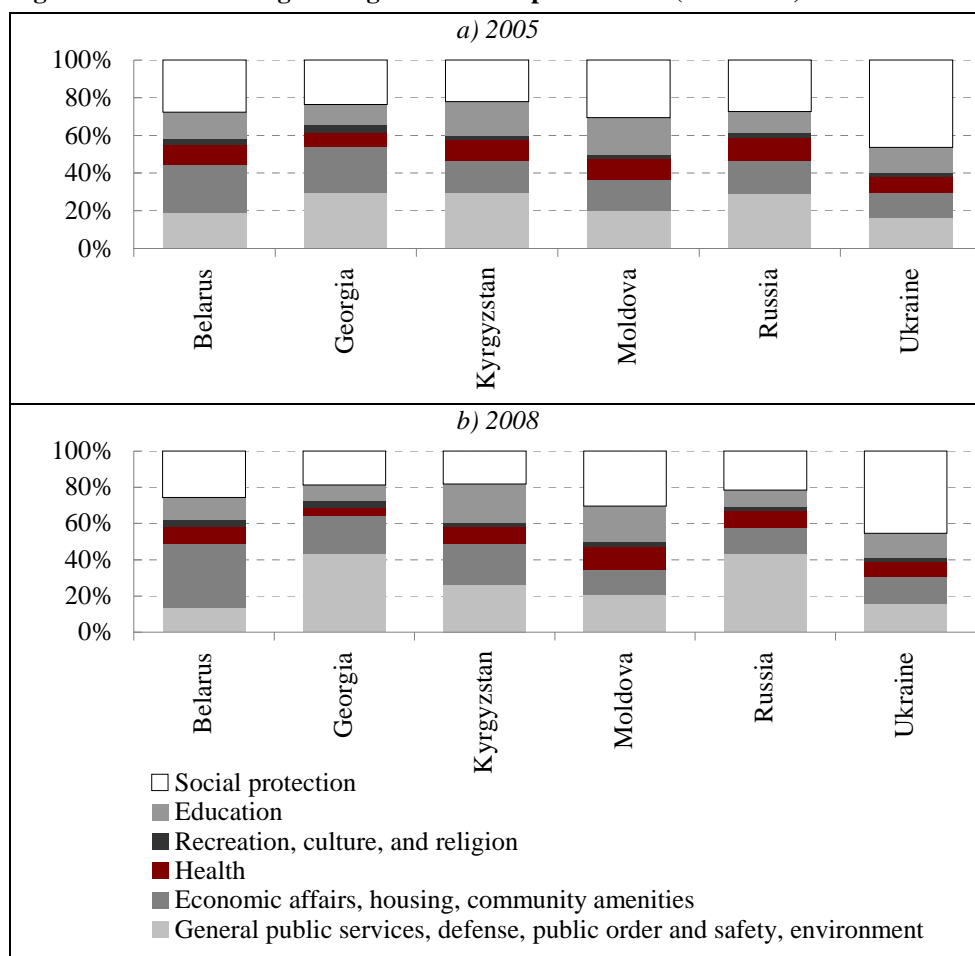 a) 2005
100%
80%
60%
40%
20%
0%
Belarus
Georgia
Kyrgyzstan
Moldova
Russia
Ukraine
b) 2008
100%
80%
60%
40%
20%
0%
Belarus
Georgia
Kyrgyzstan
Moldova
Russia
Ukraine
Social protection
Education
Recreation, culture, and religion
Health
Economic affairs, housing, community amenities
General public services, defense, public order and safety, environment